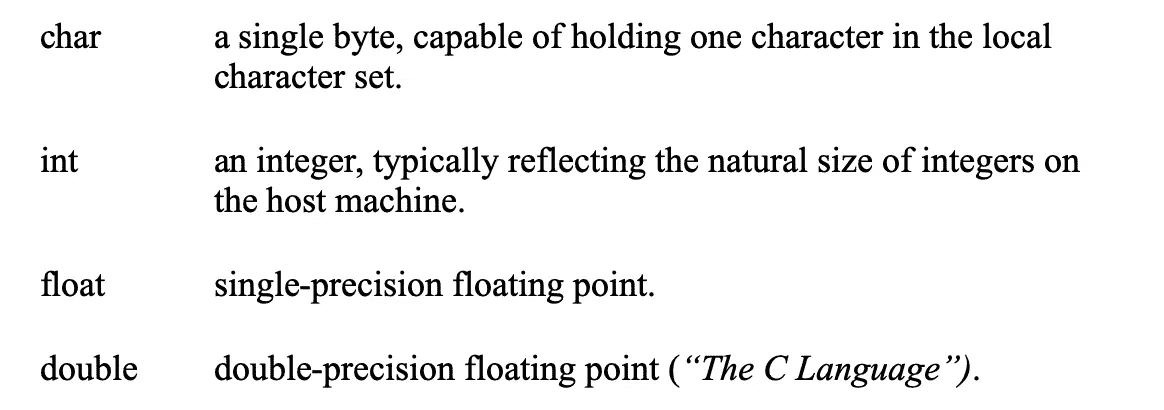 char a single byte, capable of holding one character in the local
character set.
int an integer, typically reflecting the natural size of integers on
the host machine.
float single-precision floating point.
double double-precision floating point (“The C Language”).